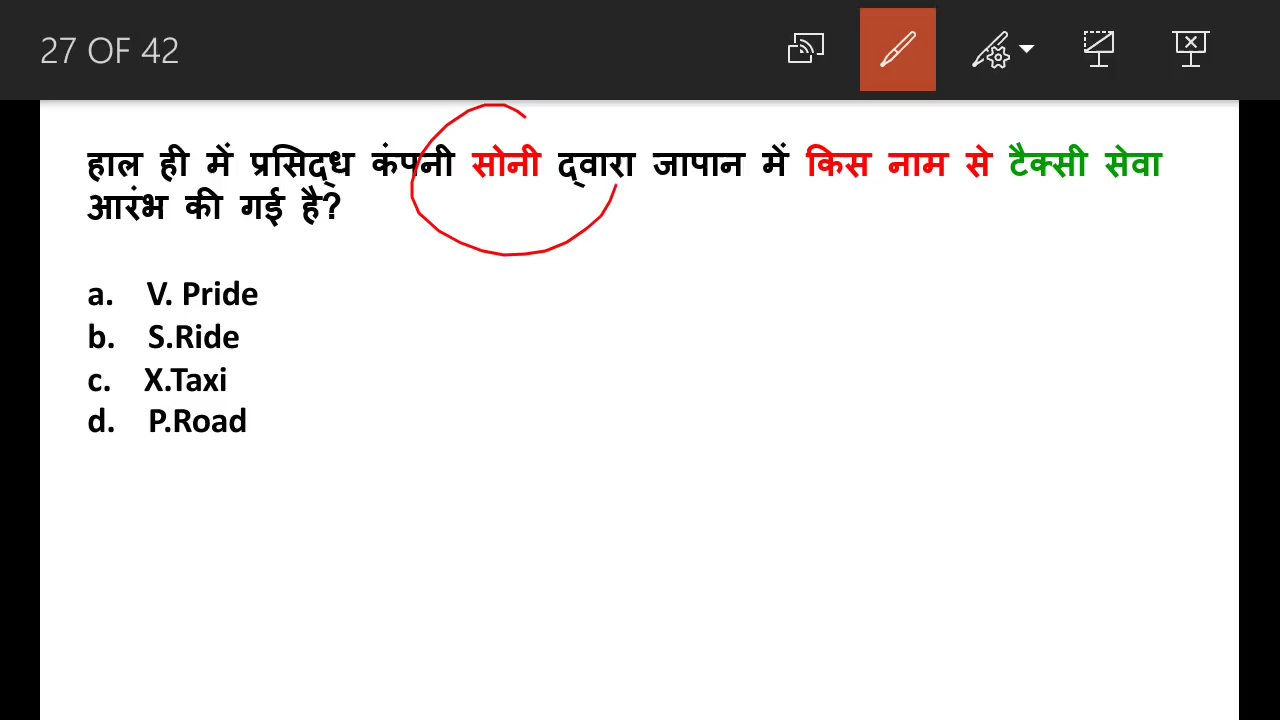 27 OF 42
हाल ही में प्रसिद्ध कंपनी सोनी द्वारा जापान में किस नाम से टैक्सी सेवा
आरंभ की गई है?
a. V. Pride
b. S.Ride
c. X.Taxi
d. P.Road